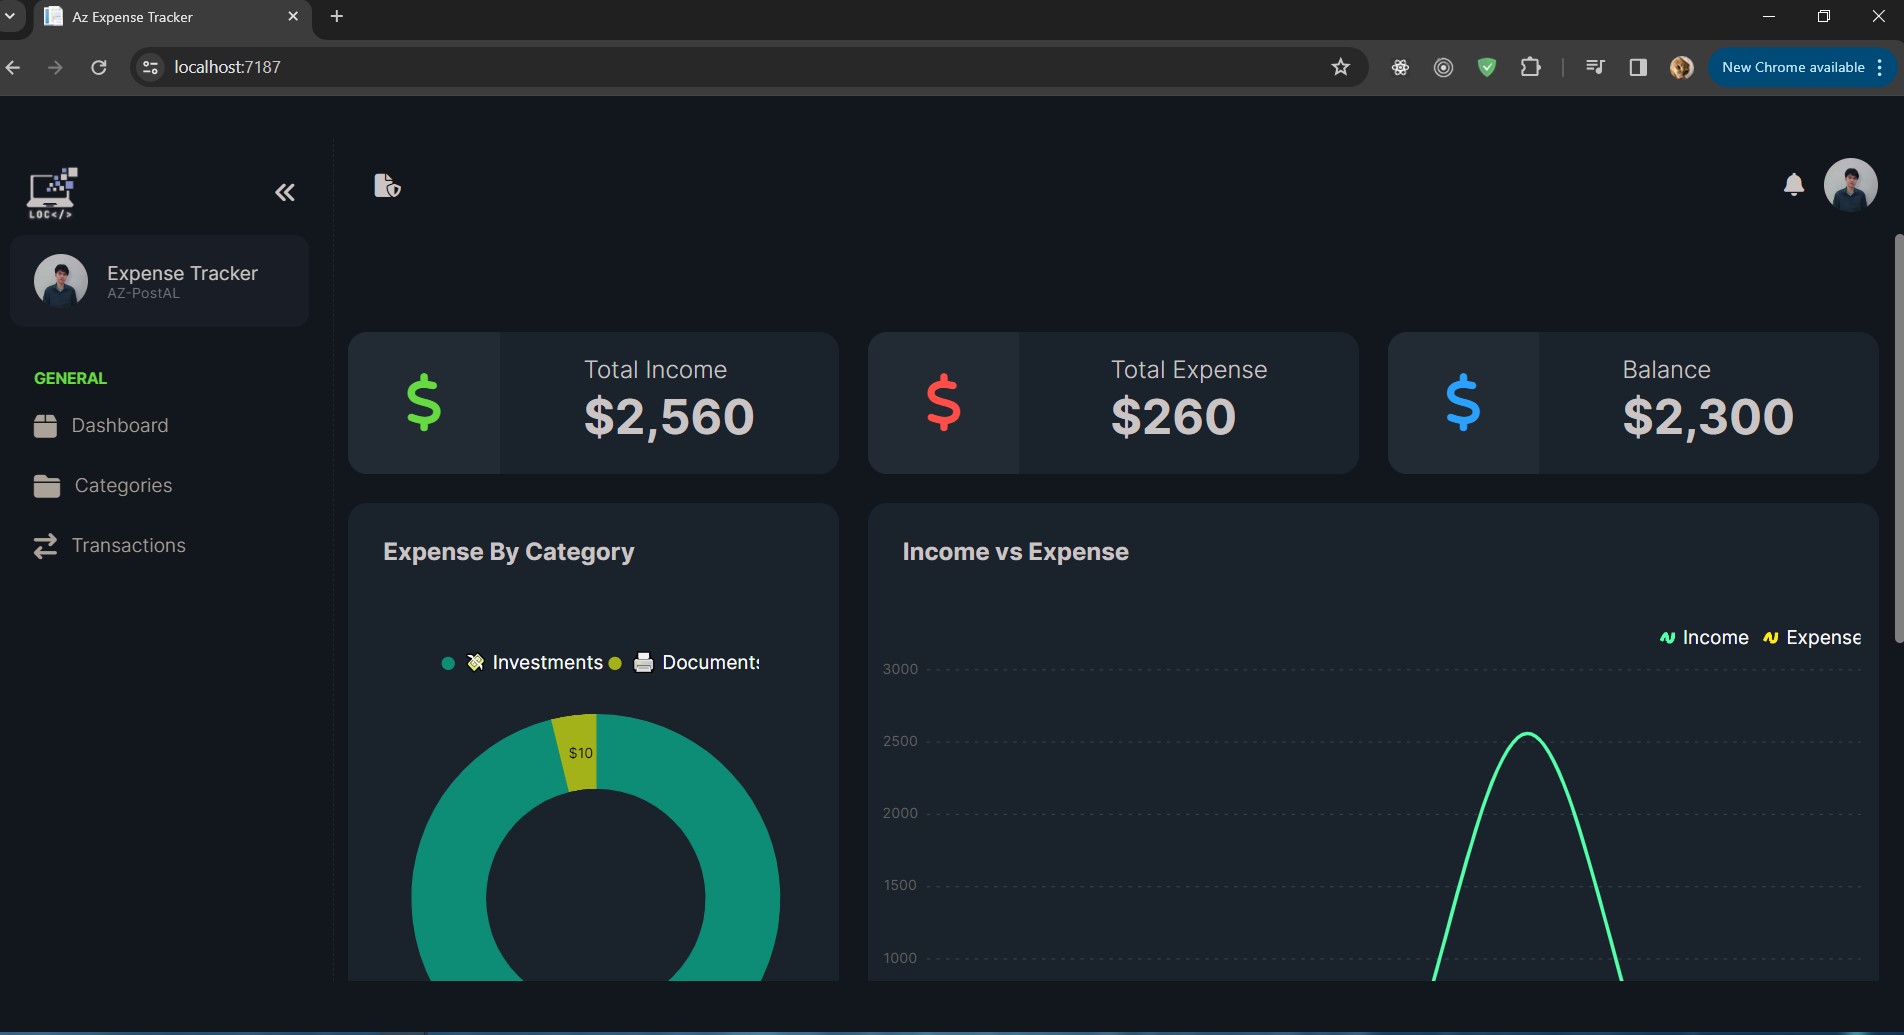 Az Expense Tracker
localhost:7187
New Chrome available
LOC</>
Expense Tracker
AZ-PostAL
GENERAL
Dashboard
Categories
Transactions
Total Income
$2,560
Total Expense
$260
Balance
$2,300
Expense By Category
Investments Documents
$10
Income vs Expense
Income Expense
3000
2500
2000
1500
1000